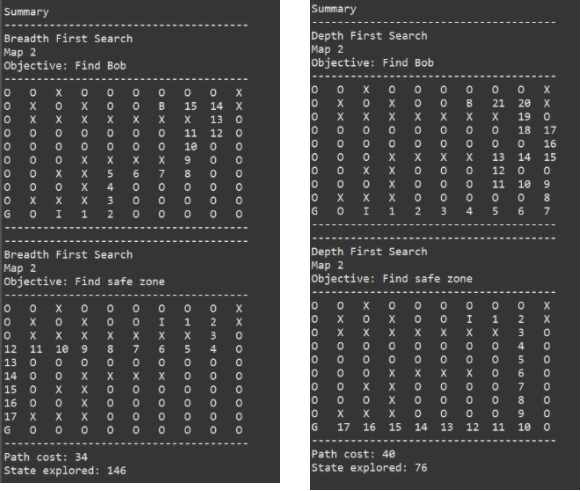 Summary
----------------------------------------
Breadth First Search
Map 2
Objective: Find Bob
----------------------------------------
O O X O O O O O O X
O X O X O O B 15 14 X
O X X X X X X X 13 O
O O O O O O O 11 12 O
O O O O O O O 10 O O
O O O X X X X 9 O O
O O X X 5 6 7 8 O O
O O O X 4 O O O O O
O X X X 3 O O O O O
G O I 1 2 O O O O O
----------------------------------------
----------------------------------------
Breadth First Search
Map 2
Objective: Find safe zone
----------------------------------------
O O X O O O O O O X
O X O X O O I 1 2 X
O X X X X X X X 3 O
12 11 10 9 8 7 6 5 4 O
13 O O O O O O O O O
14 O O X X X X O O O
15 O X X O O O O O O
16 O O X O O O O O O
17 X X X O O O O O O
G O O O O O O O O O
----------------------------------------
Path cost: 34
State explored: 146
Summary
----------------------------------------
Depth First Search
Map 2
Objective: Find Bob
----------------------------------------
O O X O O O O O O X
O X O X O O B 21 20 X
O X X X X X X X 19 O
O O O O O O O O 18 17
O O O O O O O O O 16
O O O X X X X 13 14 15
O O X X O O O 12 O O
O O O X O O O 11 10 9
O X X X O O O O O 8
G O I 1 2 3 4 5 6 7
----------------------------------------
----------------------------------------
Depth First Search
Map 2
Objective: Find safe zone
----------------------------------------
O O X O O O O O O X
O X O X O O I 1 2 X
O X X X X X X X 3 O
O O O O O O O O 4 O
O O O O O O O O 5 O
O O O X X X X O 6 O
O O X X O O O O 7 O
O O O X O O O O 8 O
O X X X O O O O 9 O
G 17 16 15 14 13 12 11 10 O
----------------------------------------
Path cost: 40
State explored: 76